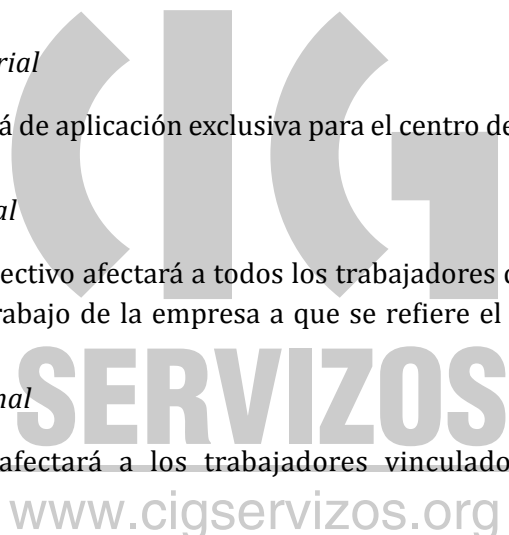 rial
á de aplicación exclusiva para el centro de
al
ectivo afectará a todos los trabajadores
rabajo de la empresa a que se refiere el
nal
afectará a los trabajadores vinculado
CIG
SERVIZOS
www.cigservizos.org